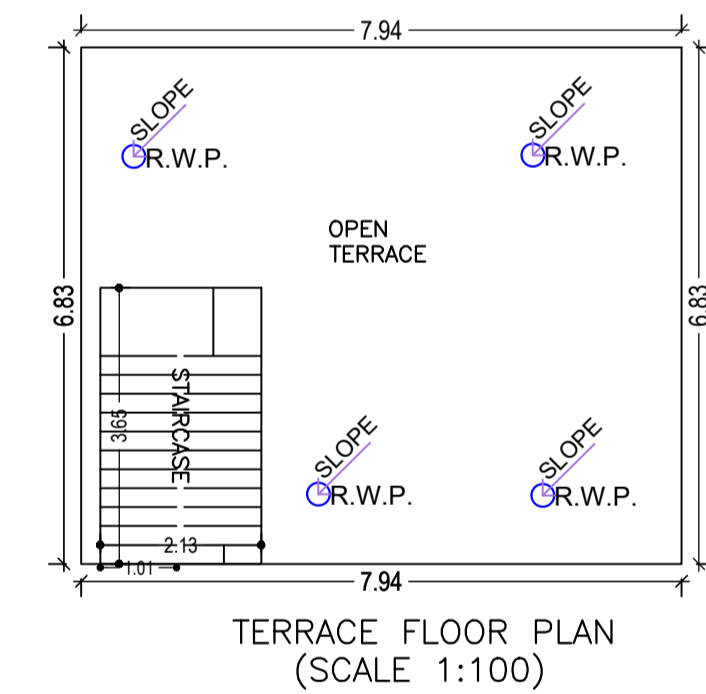 7.94
SLOPE
R.W.P.
SLOPE
R.W.P.
OPEN
TERRACE
6.83
6.83
STAIRCASE
3.65
SLOPE
R.W.P.
SLOPE
R.W.P.
2.13
1.01
7.94
TERRACE FLOOR PLAN
(SCALE 1:100)